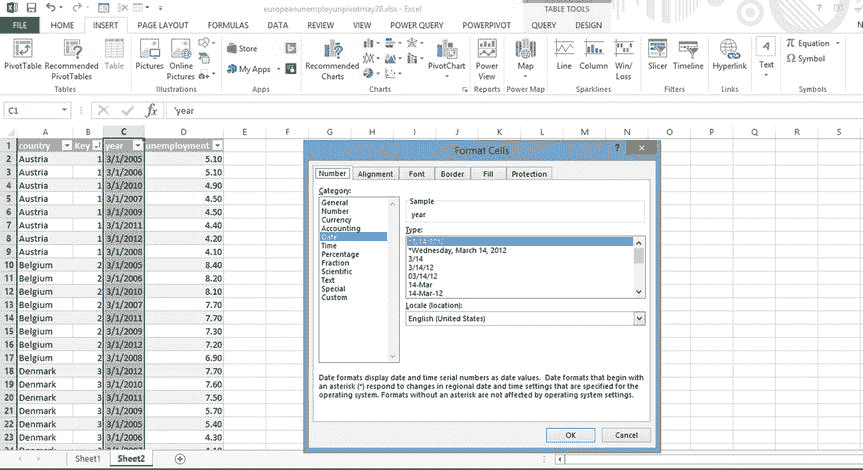 europeanunemployunpivotmay28.xlsx - Excel
TABLE TOOLS
FILE HOME INSERT PAGE LAYOUT FORMULAS DATA REVIEW VIEW POWER QUERY POWERPIVOT QUERY DESIGN
PivotTable Recommended PivotTables Table
Tables
Pictures Online Pictures
Illustrations
Store
My Apps
Apps
Recommended Charts
PivotChart
Charts
Power View
Reports
Map
Power Map
Line Column Win/Loss
Sparklines
Slicer Timeline
Filters
Hyperlink
Links
Text
Equation
Symbol
Symbols
C1 fx 'year
A B C D E F G H I J K L M N O P Q R S
1 country Key year unemployment
2 Austria 1 3/1/2005 5.10
3 Austria 1 3/1/2006 5.10
4 Austria 1 3/1/2010 4.90
5 Austria 1 3/1/2007 4.50
6 Austria 1 3/1/2009 4.50
7 Austria 1 3/1/2011 4.40
8 Austria 1 3/1/2012 4.20
9 Austria 1 3/1/2008 4.10
10 Belgium 2 3/1/2005 8.40
11 Belgium 2 3/1/2006 8.20
12 Belgium 2 3/1/2010 8.10
13 Belgium 2 3/1/2007 7.70
14 Belgium 2 3/1/2011 7.70
15 Belgium 2 3/1/2009 7.30
16 Belgium 2 3/1/2012 7.20
17 Belgium 2 3/1/2008 6.90
18 Denmark 3 3/1/2012 7.70
19 Denmark 3 3/1/2010 7.60
20 Denmark 3 3/1/2011 7.50
21 Denmark 3 3/1/2009 5.70
22 Denmark 3 3/1/2005 5.40
23 Denmark 3 3/1/2006 4.30
Sheet1 Sheet2
Format Cells
Number Alignment Font Border Fill Protection
Category:
General
Number
Currency
Accounting
Date
Time
Percentage
Fraction
Scientific
Text
Special
Custom
Sample
year
Type:
*3/14/2012
*Wednesday, March 14, 2012
3/14
3/14/12
03/14/12
14-Mar
14-Mar-12
Locale (location):
English (United States)
Date formats display date and time serial numbers as date values. Date formats that begin with
an asterisk (*) respond to changes in regional date and time settings that are specified for the
operating system. Formats without an asterisk are not affected by operating system settings.
OK Cancel